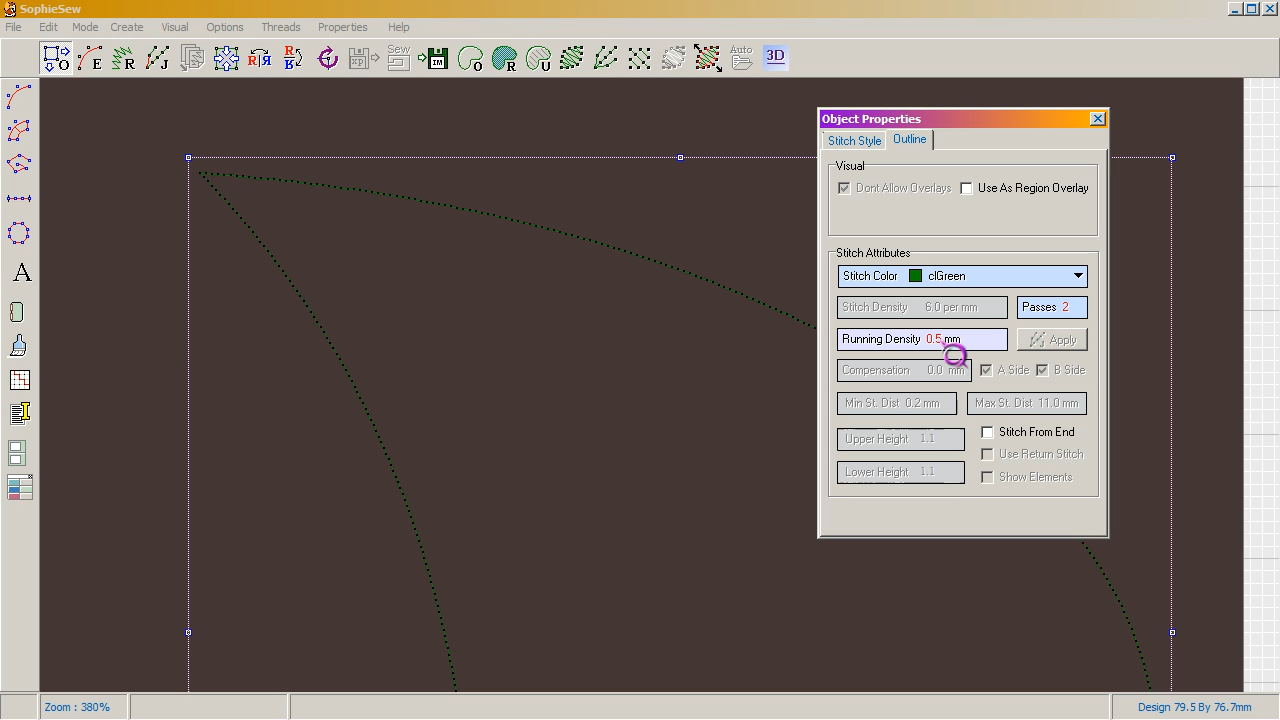 SophieSew
File Edit Mode Create Visual Options Threads Properties Help
O E R J R R R R XP Sew IM O R U Auto 3D
A
Object Properties
Stitch Style Outline
Visual
Dont Allow Overlays Use As Region Overlay
Stitch Attributes
Stitch Color clGreen
Stitch Density 6.0 per mm Passes 2
Running Density 0.5 mm Apply
Compensation 0.0 mm A Side B Side
Min St. Dist 0.2 mm Max St. Dist 11.0 mm
Upper Height 1.1 Stitch From End
Use Return Stitch
Lower Height 1.1 Show Elements
Zoom : 380% Design 79.5 By 76.7mm